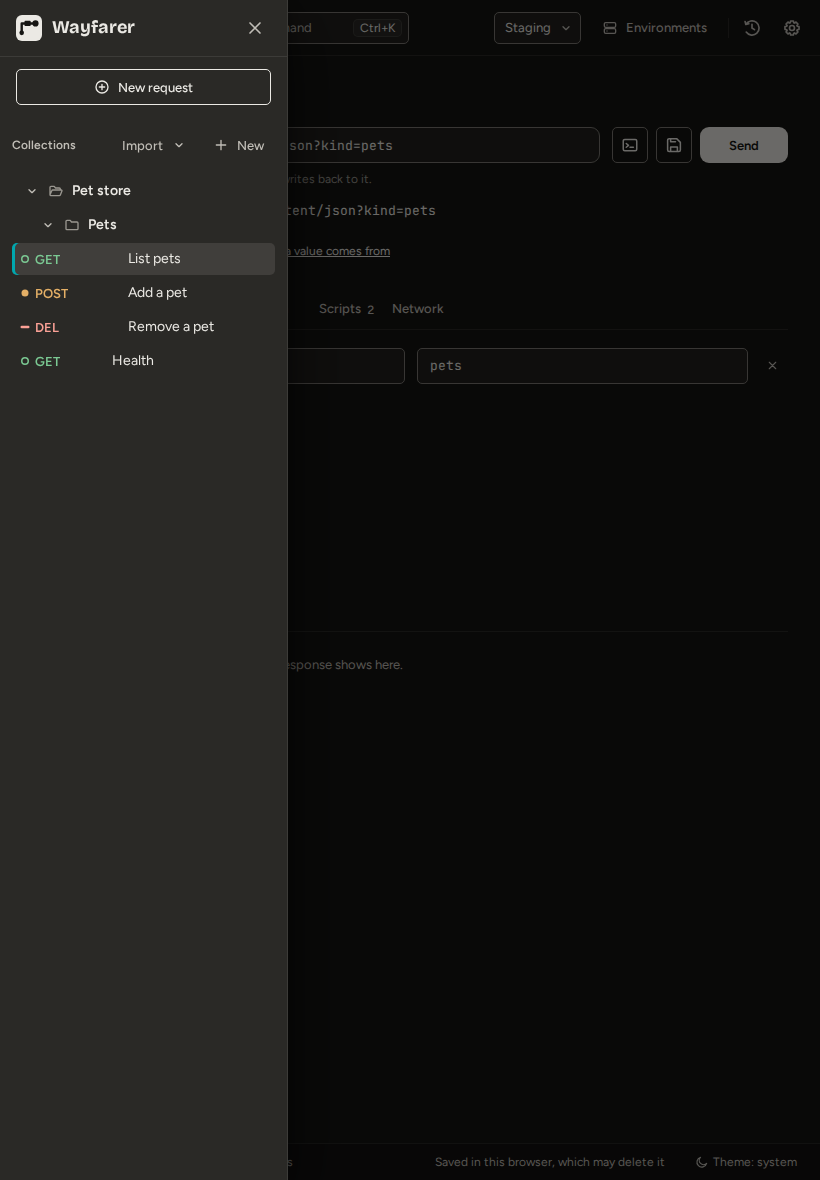 Wayfarer
Ctrl+K
Staging
Environments
New request
Collections
Import
New
son?kind=pets
Send
writes back to it.
Pet store
tent/json?kind=pets
Pets
a value comes from
GET List pets
POST Add a pet
Scripts 2
Network
DEL Remove a pet
GET Health
pets
esponse shows here.
s
Saved in this browser, which may delete it
Theme: system